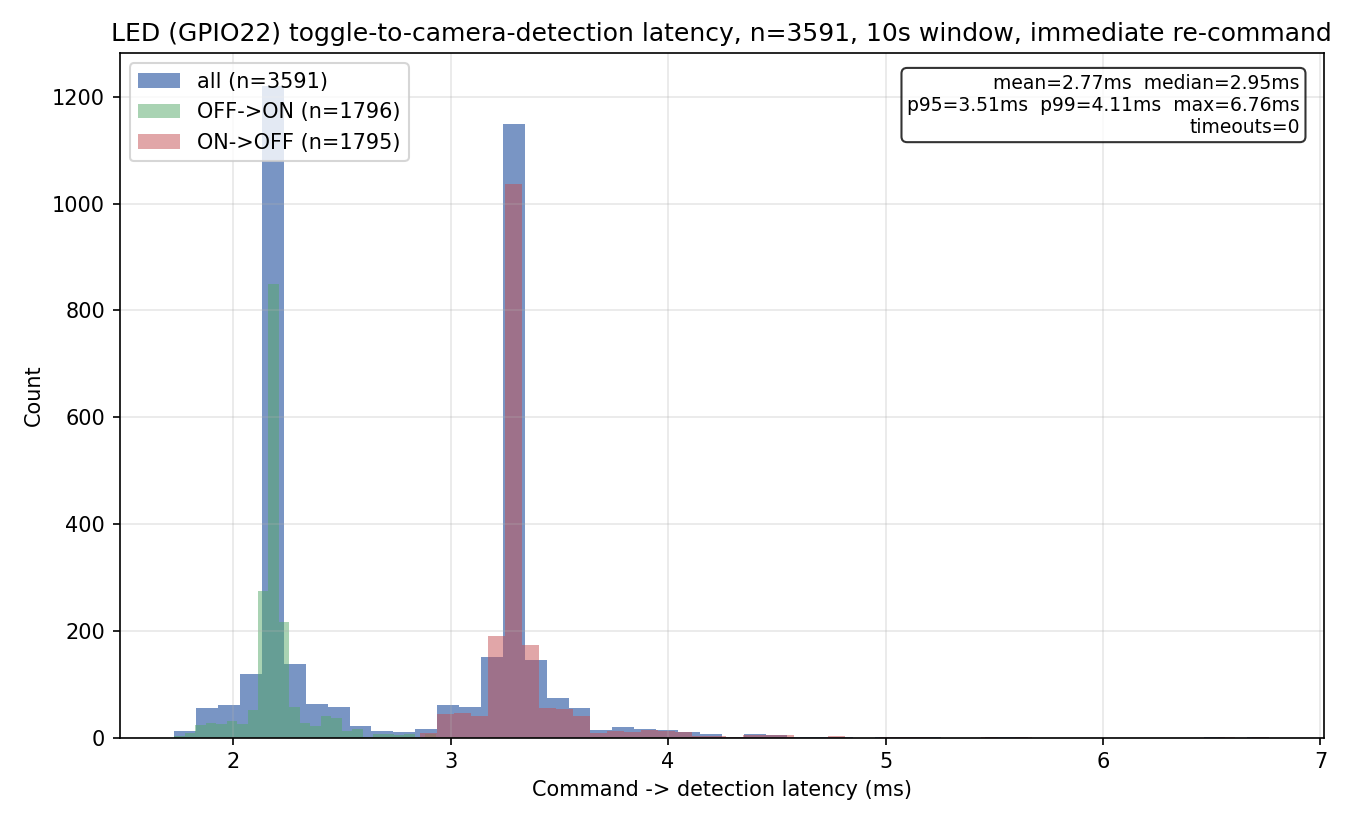 LED (GPIO22) toggle-to-camera-detection latency, n=3591, 10s window, immediate re-command
all (n=3591)
OFF->ON (n=1796)
ON->OFF (n=1795)
mean=2.77ms  median=2.95ms
p95=3.51ms  p99=4.11ms  max=6.76ms
timeouts=0
Count
1200
1000
800
600
400
200
0
2
3
4
5
6
7
Command -> detection latency (ms)